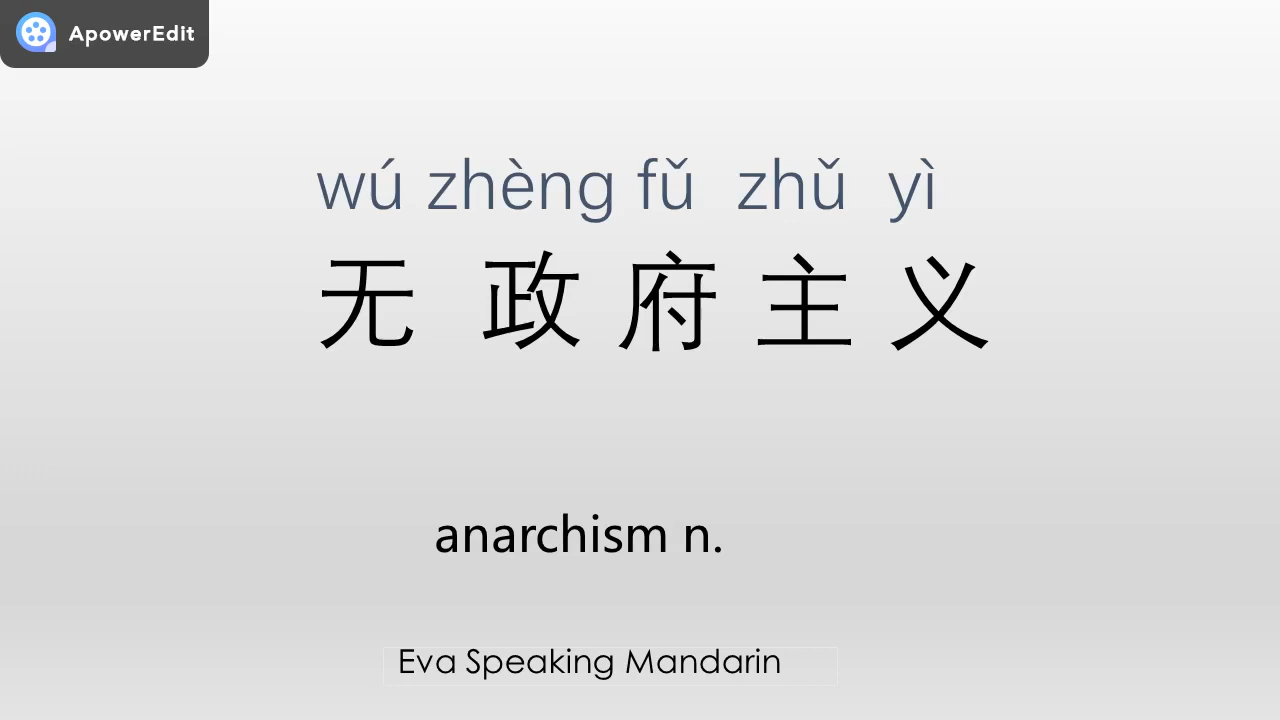 ApowerEdit
wú zhèng fǔ zhǔ yì
无 政 府 主 义
anarchism n.
Eva Speaking Mandarin